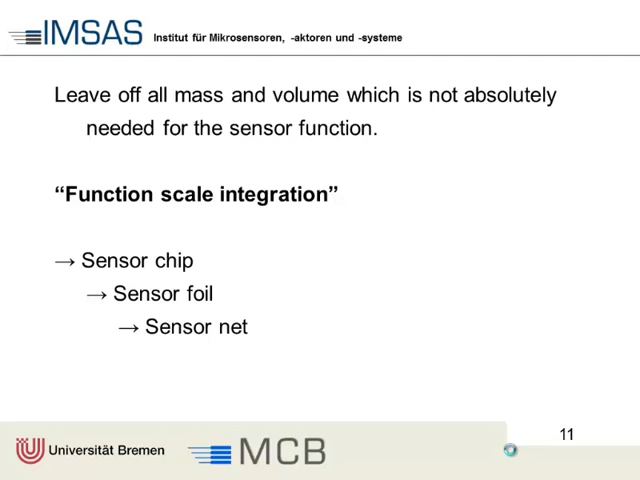 IMSAS Institut für Mikrosensoren, -aktoren und -systeme
Leave off all mass and volume which is not absolutely
needed for the sensor function.
“Function scale integration”
→ Sensor chip
→ Sensor foil
→ Sensor net
11
Universität Bremen MCB